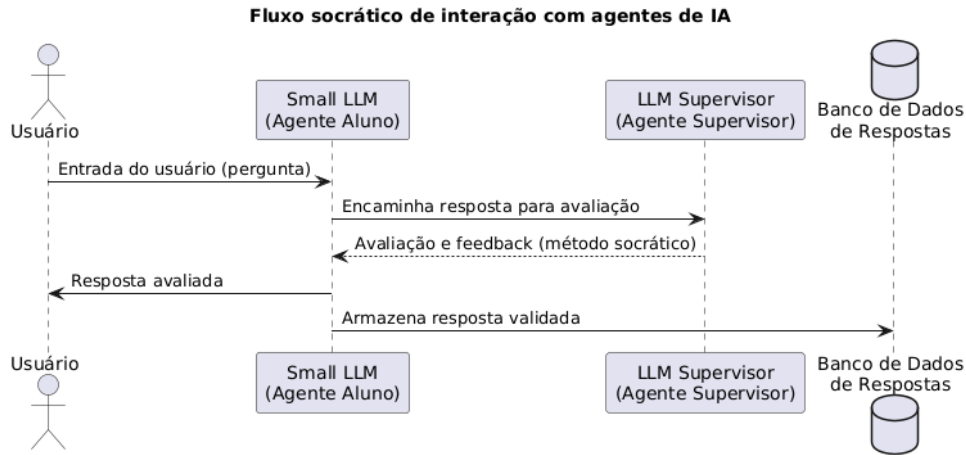 Fluxo socrático de interação com agentes de IA
Usuário
Small LLM
(Agente Aluno)
LLM Supervisor
(Agente Supervisor)
Banco de Dados
de Respostas
Entrada do usuário (pergunta)
Encaminha resposta para avaliação
Avaliação e feedback (método socrático)
Resposta avaliada
Armazena resposta validada
Usuário
Small LLM
(Agente Aluno)
LLM Supervisor
(Agente Supervisor)
Banco de Dados
de Respostas